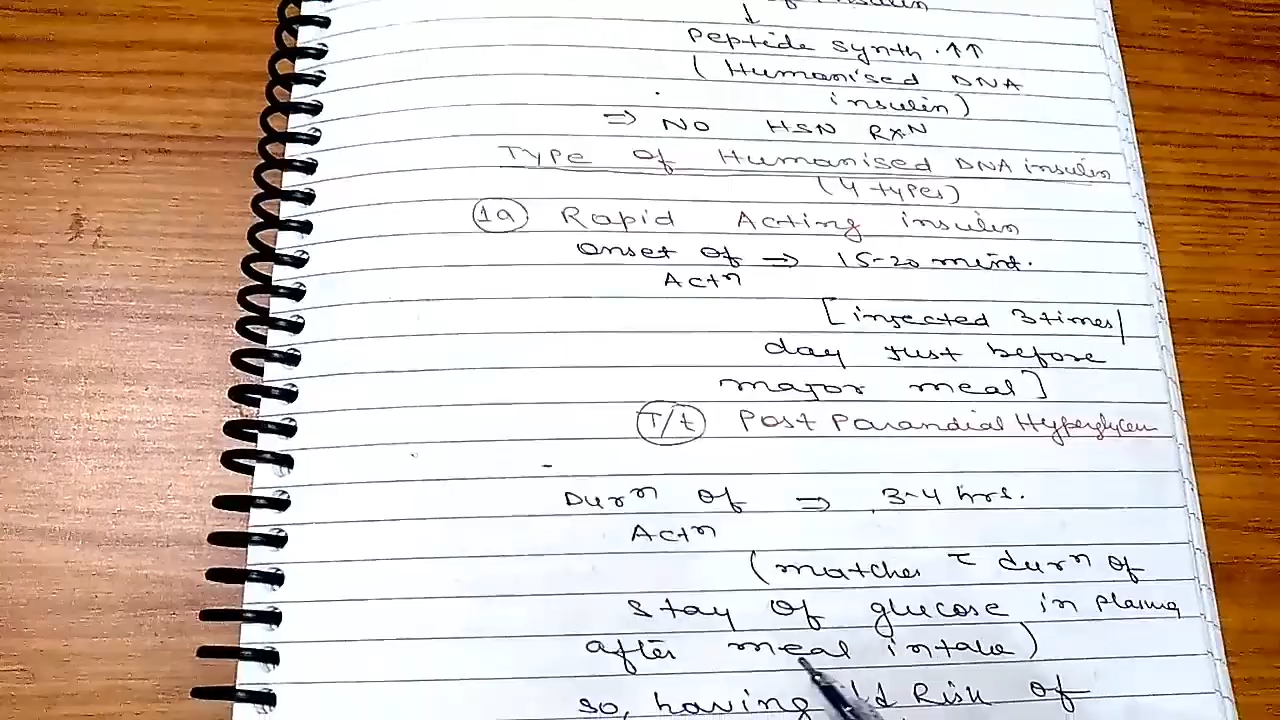 of insulin
↓
Peptide synth. ↑↑
(Humanised DNA
insulin)
⇒ NO HSN RXN
Type of Humanised DNA insulin
(4 types)
1a Rapid Acting insulin
Onset of ⇒ 15-20 mint.
Actn
[injected 3 times/
day Just before
major meal]
T/t Post Parandial Hyperglycem
Durn of ⇒ 3-4 hrs.
Actn
(matches c durn of
stay of glucose in plasma
after meal intake)
so, having Risk of